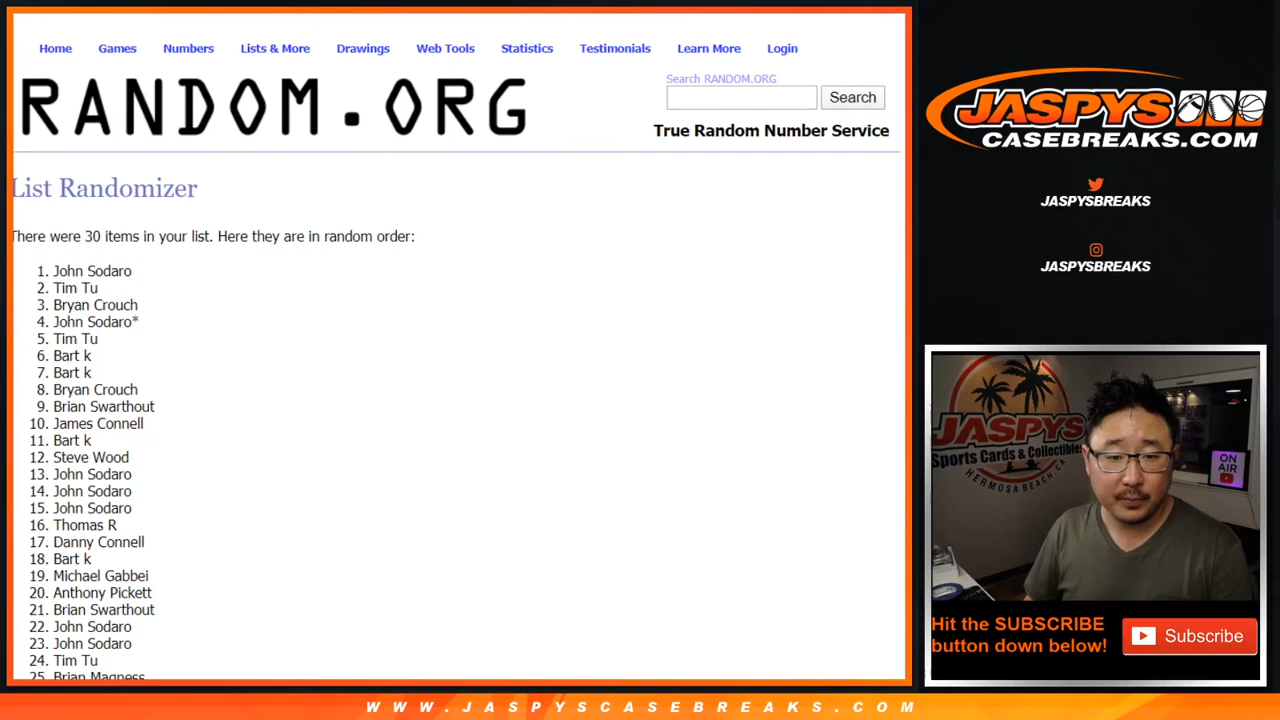 Home Games Numbers Lists & More Drawings Web Tools Statistics Testimonials Learn More Login
RANDOM.ORG
Search RANDOM.ORG
Search
True Random Number Service
List Randomizer
There were 30 items in your list. Here they are in random order:
1. John Sodaro
2. Tim Tu
3. Bryan Crouch
4. John Sodaro*
5. Tim Tu
6. Bart k
7. Bart k
8. Bryan Crouch
9. Brian Swarthout
10. James Connell
11. Bart k
12. Steve Wood
13. John Sodaro
14. John Sodaro
15. John Sodaro
16. Thomas R
17. Danny Connell
18. Bart k
19. Michael Gabbei
20. Anthony Pickett
21. Brian Swarthout
22. John Sodaro
23. John Sodaro
24. Tim Tu
25. Brian Magness
JASPYS
CASEBREAKS.COM
JASPYSBREAKS
JASPYSBREAKS
JASPYS
Sports Cards & Collectibles
HERMOSA BEACH, CA
ON
AIR
Hit the SUBSCRIBE
button down below!
Subscribe
WWW.JASPYSCASEBREAKS.COM